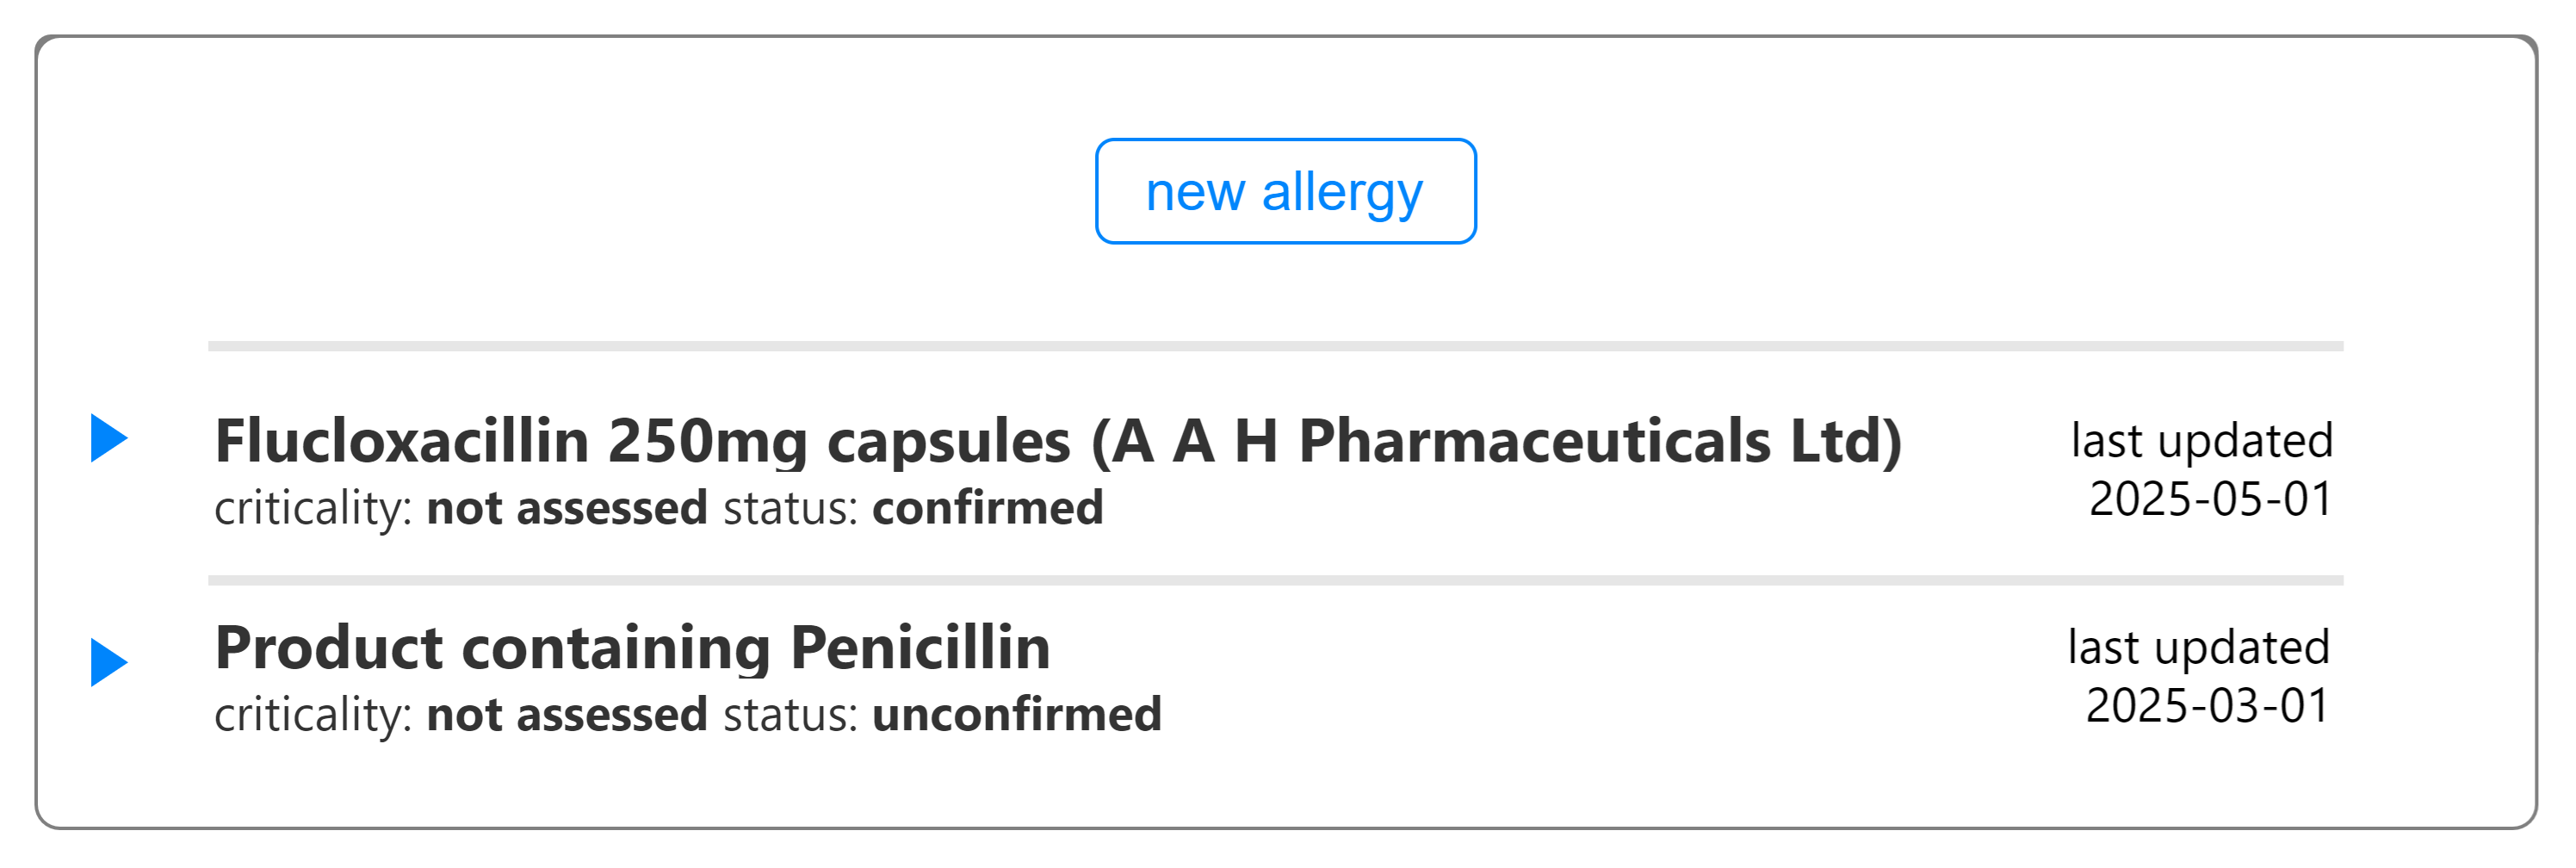 new allergy
Flucloxacillin 250mg capsules (A A H Pharmaceuticals Ltd)
last updated
criticality: not assessed status: confirmed
2025-05-01
Product containing Penicillin
last updated
criticality: not assessed status: unconfirmed
2025-03-01